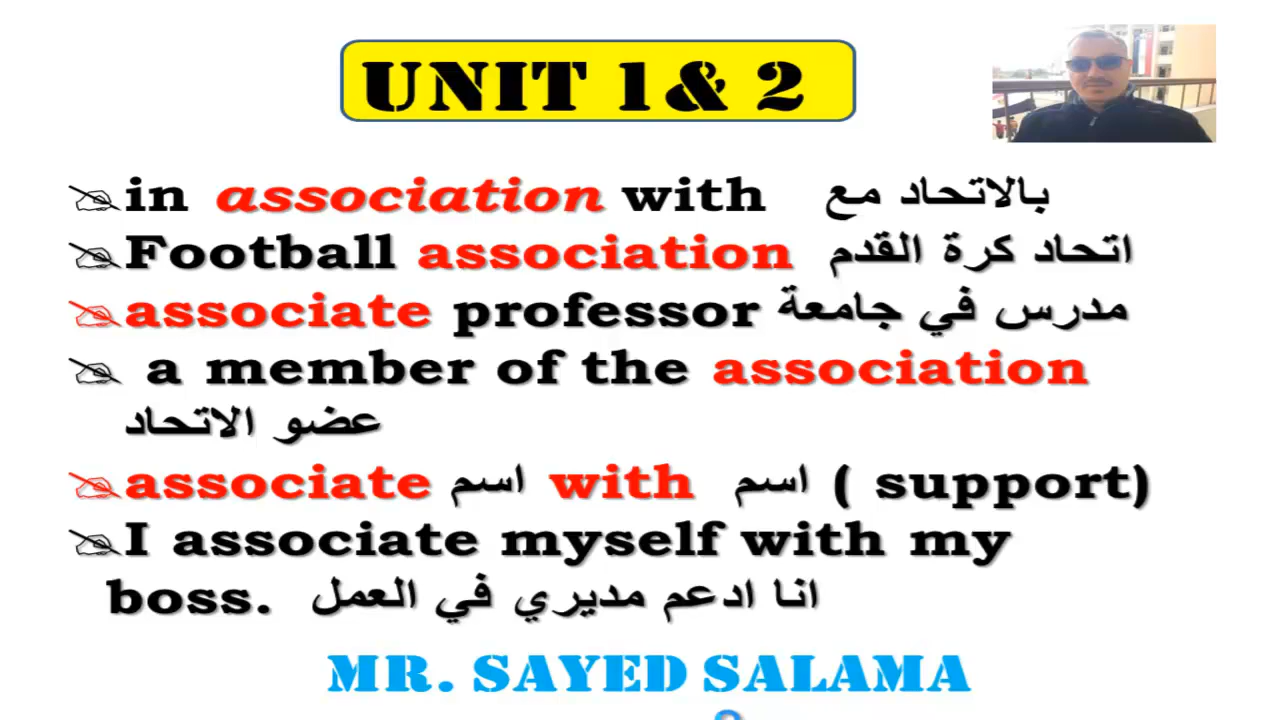 UNIT 1& 2
in association with بالاتحاد مع
Football association اتحاد كرة القدم
associate professor مدرس في جامعة
a member of the association
عضو الاتحاد
associate اسم with اسم ( support)
I associate myself with my
boss. انا ادعم مديري في العمل
MR. SAYED SALAMA